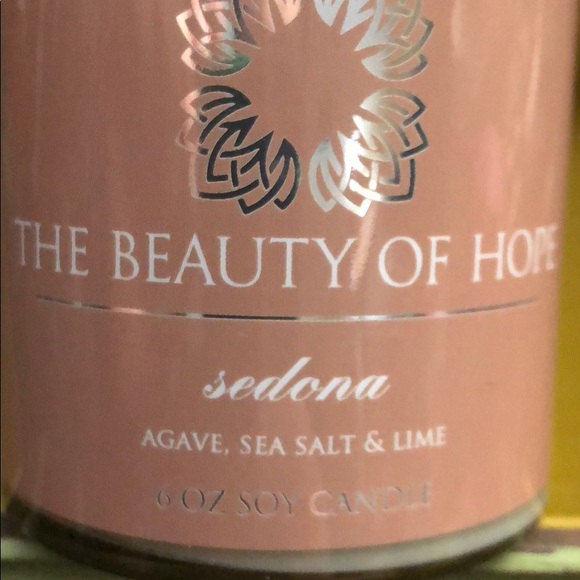 THE BEAUTY OF HOPE
sedona
AGAVE, SEA SALT & LIME
6 OZ SOY CANDLE